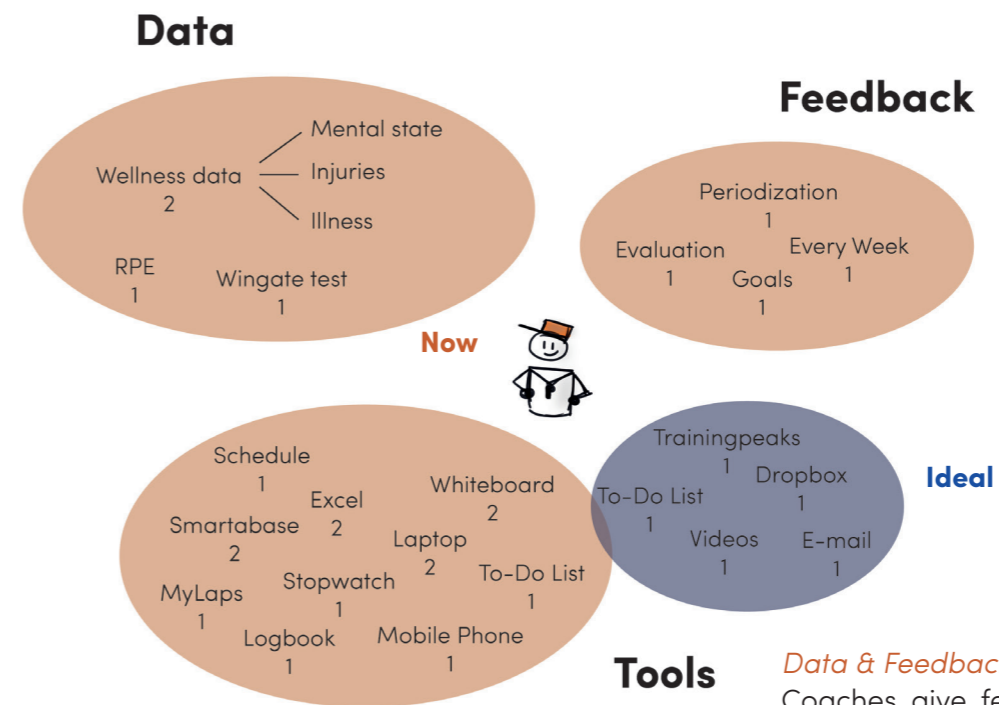 Data
Mental state
Wellness data
2
Injuries
Illness
RPE
1
Wingate test
1
Feedback
Periodization
1
Evaluation
1
Every Week
1
Goals
1
Now
Schedule
1
Excel
2
Whiteboard
2
Smartabase
2
Laptop
2
MyLaps
1
Stopwatch
1
To-Do List
1
Logbook
1
Mobile Phone
1
Trainingpeaks
1
Dropbox
1
To-Do List
1
Videos
1
E-mail
1
Ideal
Tools
Data & Feedbac
Coaches give fe